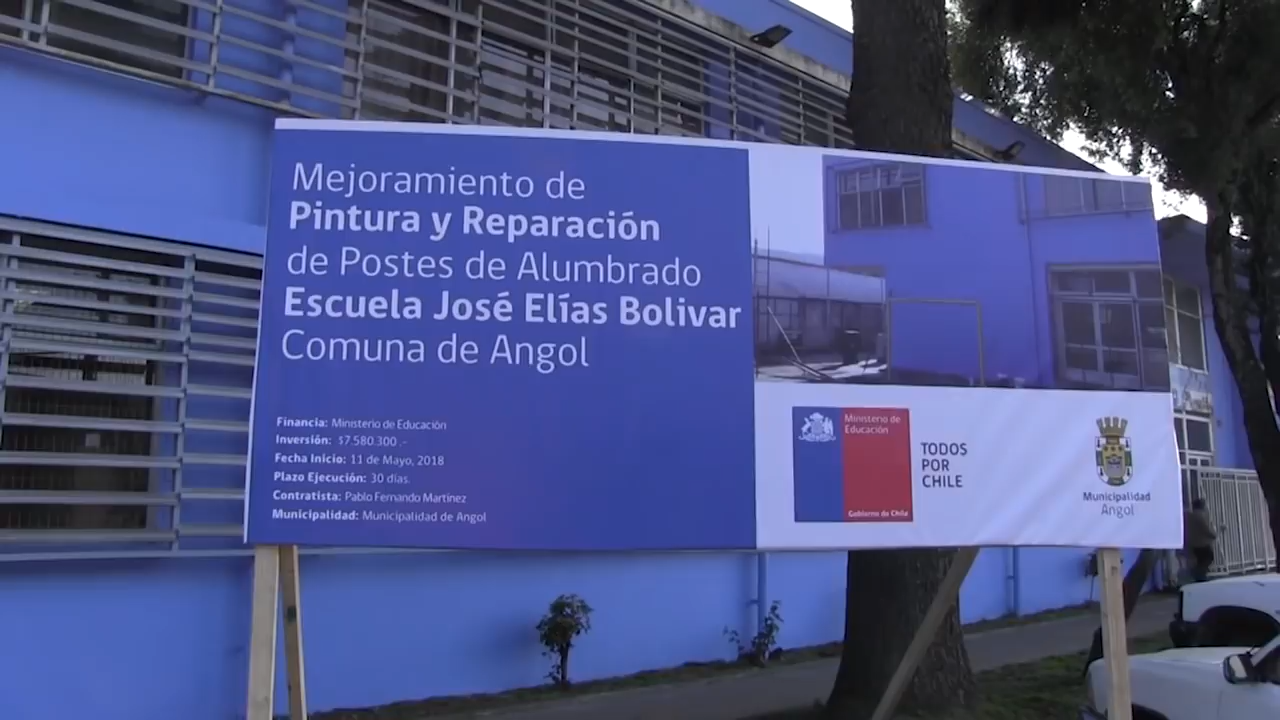 Mejoramiento de
Pintura y Reparación
de Postes de Alumbrado
Escuela José Elías Bolivar
Comuna de Angol
Financia: Ministerio de Educación
Inversión: $7.580.300.-
Fecha Inicio: 11 de Mayo, 2018
Plazo Ejecución: 30 días.
Contratista: Pablo Fernando Martinez
Municipalidad: Municipalidad de Angol
Ministerio de
Educación
Gobierno de Chile
TODOS
POR
CHILE
Municipalidad
Angol